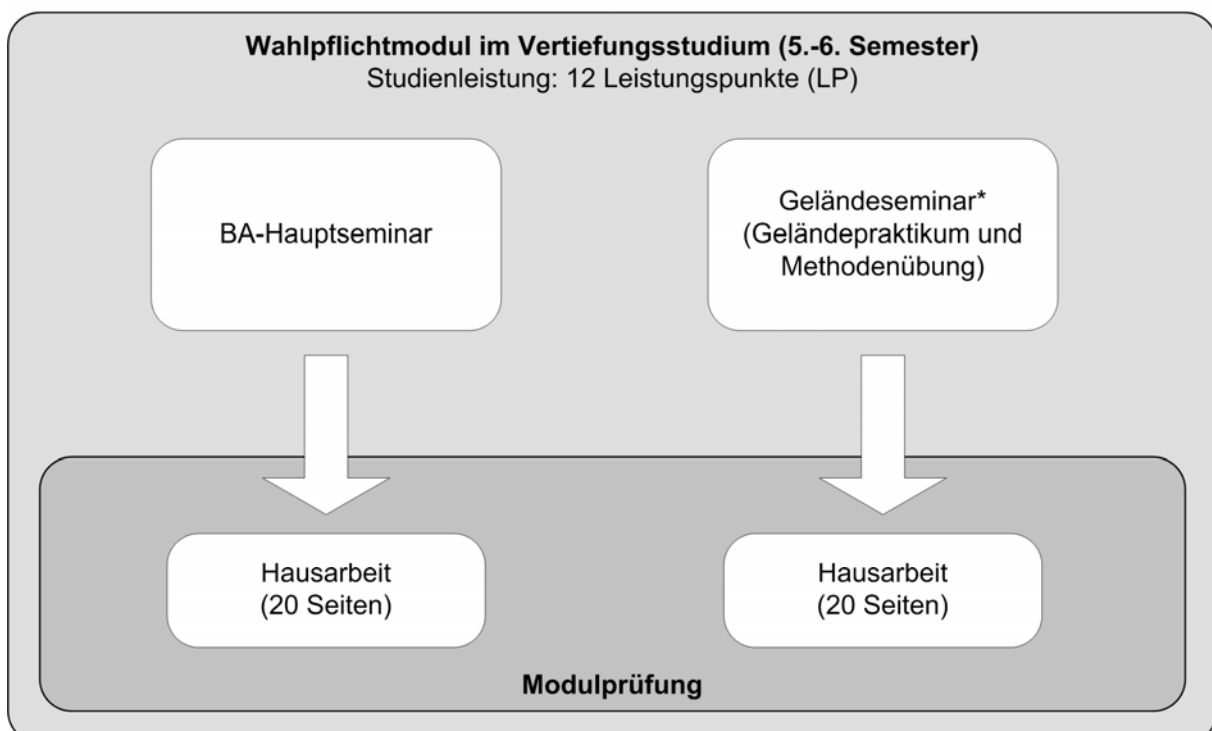 Wahlpflichtmodul im Vertiefungsstudium (5.-6. Semester)
Studienleistung: 12 Leistungspunkte (LP)
BA-Hauptseminar
Geländeseminar*
(Geländepraktikum und
Methodenübung)
Hausarbeit
(20 Seiten)
Hausarbeit
(20 Seiten)
Modulprüfung